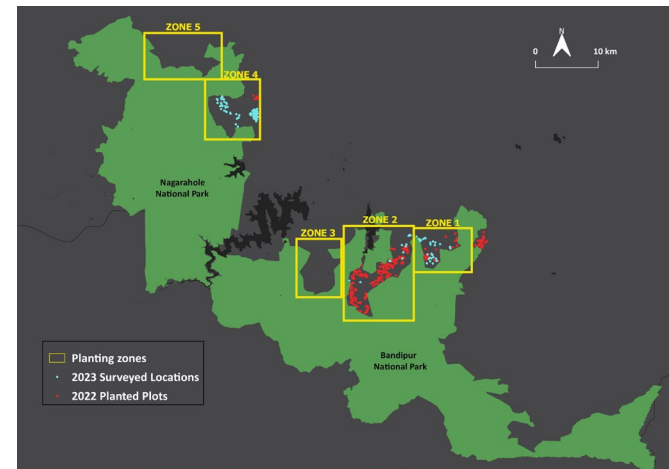 ZONE 5
N
0 10 km
ZONE 4
Nagarahole
National Park
ZONE 3
ZONE 2
ZONE 1
Bandipur
National Park
Planting zones
2023 Surveyed Locations
2022 Planted Plots